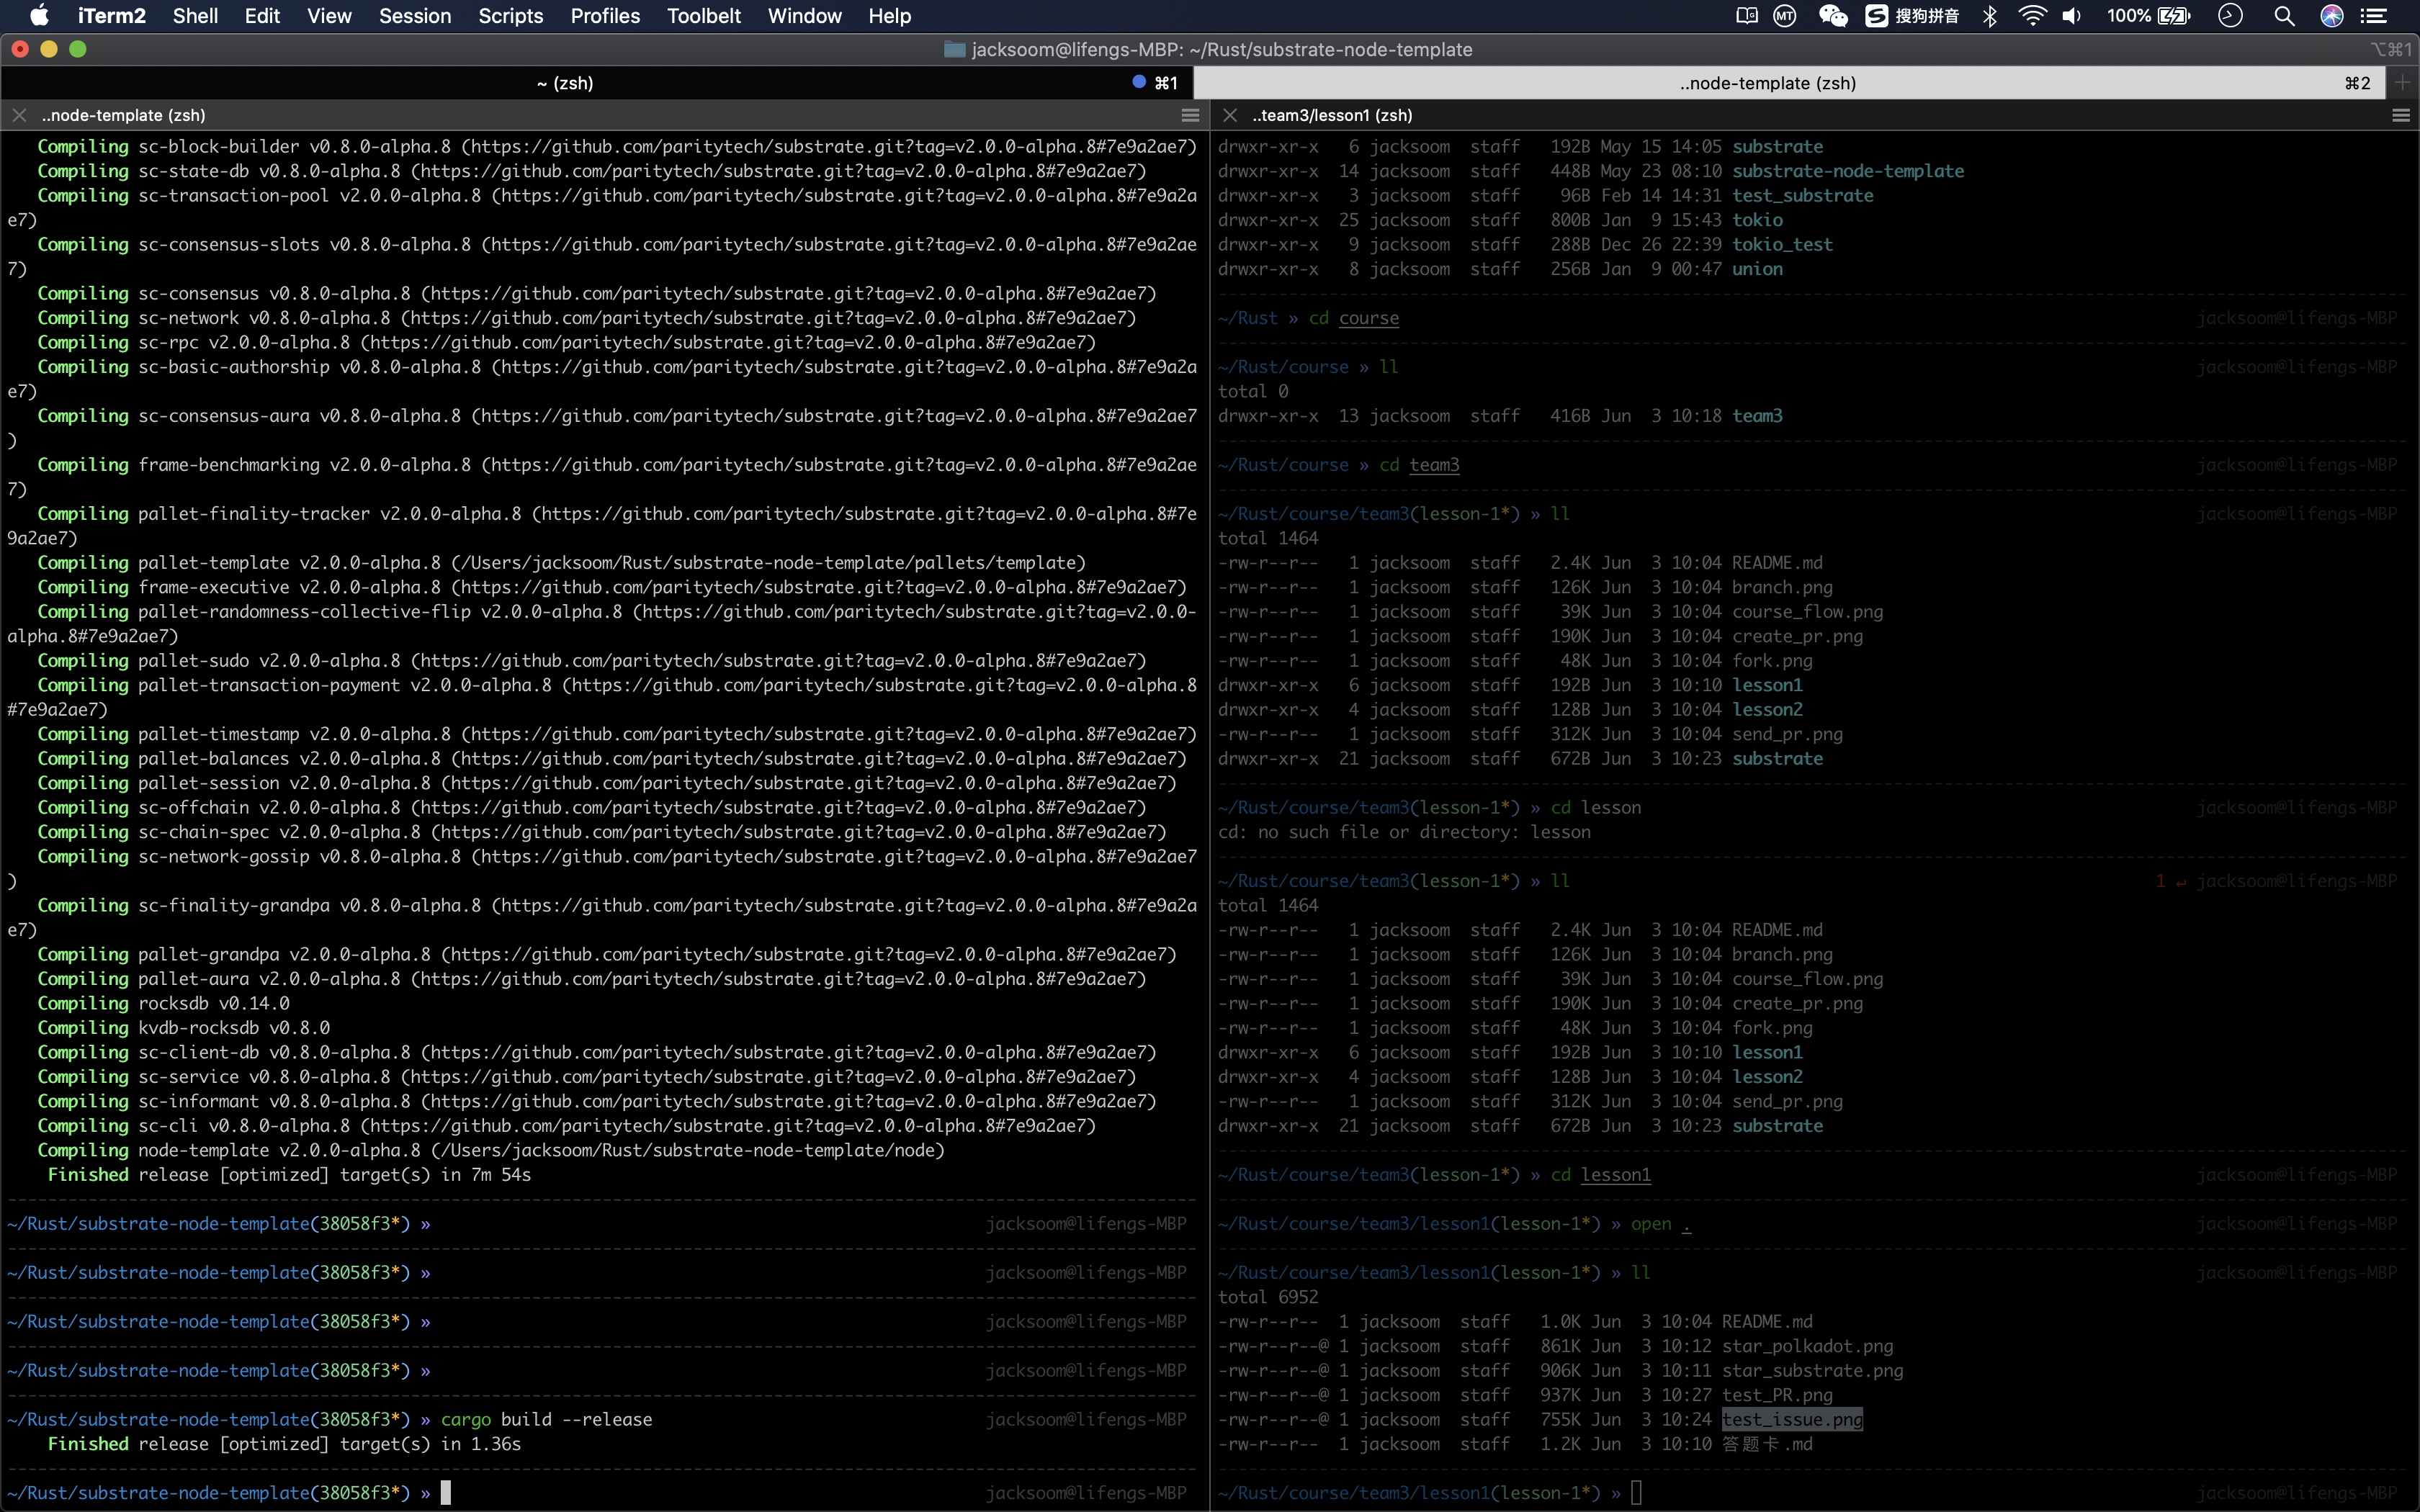 iTerm2 Shell Edit View Session Scripts Profiles Toolbelt Window Help MT S 搜狗拼音 100%
jacksoom@lifengs-MBP: ~/Rust/substrate-node-template ⌥⌘1
~ (zsh) ⌘1 ..node-template (zsh) ⌘2
..node-template (zsh)
Compiling sc-block-builder v0.8.0-alpha.8 (https://github.com/paritytech/substrate.git?tag=v2.0.0-alpha.8#7e9a2ae7)
Compiling sc-state-db v0.8.0-alpha.8 (https://github.com/paritytech/substrate.git?tag=v2.0.0-alpha.8#7e9a2ae7)
Compiling sc-transaction-pool v2.0.0-alpha.8 (https://github.com/paritytech/substrate.git?tag=v2.0.0-alpha.8#7e9a2a
e7)
Compiling sc-consensus-slots v0.8.0-alpha.8 (https://github.com/paritytech/substrate.git?tag=v2.0.0-alpha.8#7e9a2ae
7)
Compiling sc-consensus v0.8.0-alpha.8 (https://github.com/paritytech/substrate.git?tag=v2.0.0-alpha.8#7e9a2ae7)
Compiling sc-network v0.8.0-alpha.8 (https://github.com/paritytech/substrate.git?tag=v2.0.0-alpha.8#7e9a2ae7)
Compiling sc-rpc v2.0.0-alpha.8 (https://github.com/paritytech/substrate.git?tag=v2.0.0-alpha.8#7e9a2ae7)
Compiling sc-basic-authorship v0.8.0-alpha.8 (https://github.com/paritytech/substrate.git?tag=v2.0.0-alpha.8#7e9a2a
e7)
Compiling sc-consensus-aura v0.8.0-alpha.8 (https://github.com/paritytech/substrate.git?tag=v2.0.0-alpha.8#7e9a2ae7
)
Compiling frame-benchmarking v2.0.0-alpha.8 (https://github.com/paritytech/substrate.git?tag=v2.0.0-alpha.8#7e9a2ae
7)
Compiling pallet-finality-tracker v2.0.0-alpha.8 (https://github.com/paritytech/substrate.git?tag=v2.0.0-alpha.8#7e
9a2ae7)
Compiling pallet-template v2.0.0-alpha.8 (/Users/jacksoom/Rust/substrate-node-template/pallets/template)
Compiling frame-executive v2.0.0-alpha.8 (https://github.com/paritytech/substrate.git?tag=v2.0.0-alpha.8#7e9a2ae7)
Compiling pallet-randomness-collective-flip v2.0.0-alpha.8 (https://github.com/paritytech/substrate.git?tag=v2.0.0-
alpha.8#7e9a2ae7)
Compiling pallet-sudo v2.0.0-alpha.8 (https://github.com/paritytech/substrate.git?tag=v2.0.0-alpha.8#7e9a2ae7)
Compiling pallet-transaction-payment v2.0.0-alpha.8 (https://github.com/paritytech/substrate.git?tag=v2.0.0-alpha.8
#7e9a2ae7)
Compiling pallet-timestamp v2.0.0-alpha.8 (https://github.com/paritytech/substrate.git?tag=v2.0.0-alpha.8#7e9a2ae7)
Compiling pallet-balances v2.0.0-alpha.8 (https://github.com/paritytech/substrate.git?tag=v2.0.0-alpha.8#7e9a2ae7)
Compiling pallet-session v2.0.0-alpha.8 (https://github.com/paritytech/substrate.git?tag=v2.0.0-alpha.8#7e9a2ae7)
Compiling sc-offchain v2.0.0-alpha.8 (https://github.com/paritytech/substrate.git?tag=v2.0.0-alpha.8#7e9a2ae7)
Compiling sc-chain-spec v2.0.0-alpha.8 (https://github.com/paritytech/substrate.git?tag=v2.0.0-alpha.8#7e9a2ae7)
Compiling sc-network-gossip v0.8.0-alpha.8 (https://github.com/paritytech/substrate.git?tag=v2.0.0-alpha.8#7e9a2ae7
)
Compiling sc-finality-grandpa v0.8.0-alpha.8 (https://github.com/paritytech/substrate.git?tag=v2.0.0-alpha.8#7e9a2a
e7)
Compiling pallet-grandpa v2.0.0-alpha.8 (https://github.com/paritytech/substrate.git?tag=v2.0.0-alpha.8#7e9a2ae7)
Compiling pallet-aura v2.0.0-alpha.8 (https://github.com/paritytech/substrate.git?tag=v2.0.0-alpha.8#7e9a2ae7)
Compiling rocksdb v0.14.0
Compiling kvdb-rocksdb v0.8.0
Compiling sc-client-db v0.8.0-alpha.8 (https://github.com/paritytech/substrate.git?tag=v2.0.0-alpha.8#7e9a2ae7)
Compiling sc-service v0.8.0-alpha.8 (https://github.com/paritytech/substrate.git?tag=v2.0.0-alpha.8#7e9a2ae7)
Compiling sc-informant v0.8.0-alpha.8 (https://github.com/paritytech/substrate.git?tag=v2.0.0-alpha.8#7e9a2ae7)
Compiling sc-cli v0.8.0-alpha.8 (https://github.com/paritytech/substrate.git?tag=v2.0.0-alpha.8#7e9a2ae7)
Compiling node-template v2.0.0-alpha.8 (/Users/jacksoom/Rust/substrate-node-template/node)
Finished release [optimized] target(s) in 7m 54s
~/Rust/substrate-node-template(38058f3*) » jacksoom@lifengs-MBP
~/Rust/substrate-node-template(38058f3*) » jacksoom@lifengs-MBP
~/Rust/substrate-node-template(38058f3*) » jacksoom@lifengs-MBP
~/Rust/substrate-node-template(38058f3*) » jacksoom@lifengs-MBP
~/Rust/substrate-node-template(38058f3*) » cargo build --release jacksoom@lifengs-MBP
Finished release [optimized] target(s) in 1.36s
~/Rust/substrate-node-template(38058f3*) » jacksoom@lifengs-MBP
..team3/lesson1 (zsh)
drwxr-xr-x 6 jacksoom staff 192B May 15 14:05 substrate
drwxr-xr-x 14 jacksoom staff 448B May 23 08:10 substrate-node-template
drwxr-xr-x 3 jacksoom staff 96B Feb 14 14:31 test_substrate
drwxr-xr-x 25 jacksoom staff 800B Jan 9 15:43 tokio
drwxr-xr-x 9 jacksoom staff 288B Dec 26 22:39 tokio_test
drwxr-xr-x 8 jacksoom staff 256B Jan 9 00:47 union
~/Rust » cd course jacksoom@lifengs-MBP
~/Rust/course » ll jacksoom@lifengs-MBP
total 0
drwxr-xr-x 13 jacksoom staff 416B Jun 3 10:18 team3
~/Rust/course » cd team3 jacksoom@lifengs-MBP
~/Rust/course/team3(lesson-1*) » ll jacksoom@lifengs-MBP
total 1464
-rw-r--r-- 1 jacksoom staff 2.4K Jun 3 10:04 README.md
-rw-r--r-- 1 jacksoom staff 126K Jun 3 10:04 branch.png
-rw-r--r-- 1 jacksoom staff 39K Jun 3 10:04 course_flow.png
-rw-r--r-- 1 jacksoom staff 190K Jun 3 10:04 create_pr.png
-rw-r--r-- 1 jacksoom staff 48K Jun 3 10:04 fork.png
drwxr-xr-x 6 jacksoom staff 192B Jun 3 10:10 lesson1
drwxr-xr-x 4 jacksoom staff 128B Jun 3 10:04 lesson2
-rw-r--r-- 1 jacksoom staff 312K Jun 3 10:04 send_pr.png
drwxr-xr-x 21 jacksoom staff 672B Jun 3 10:23 substrate
~/Rust/course/team3(lesson-1*) » cd lesson jacksoom@lifengs-MBP
cd: no such file or directory: lesson
~/Rust/course/team3(lesson-1*) » ll 1 ↵ jacksoom@lifengs-MBP
total 1464
-rw-r--r-- 1 jacksoom staff 2.4K Jun 3 10:04 README.md
-rw-r--r-- 1 jacksoom staff 126K Jun 3 10:04 branch.png
-rw-r--r-- 1 jacksoom staff 39K Jun 3 10:04 course_flow.png
-rw-r--r-- 1 jacksoom staff 190K Jun 3 10:04 create_pr.png
-rw-r--r-- 1 jacksoom staff 48K Jun 3 10:04 fork.png
drwxr-xr-x 6 jacksoom staff 192B Jun 3 10:10 lesson1
drwxr-xr-x 4 jacksoom staff 128B Jun 3 10:04 lesson2
-rw-r--r-- 1 jacksoom staff 312K Jun 3 10:04 send_pr.png
drwxr-xr-x 21 jacksoom staff 672B Jun 3 10:23 substrate
~/Rust/course/team3(lesson-1*) » cd lesson1 jacksoom@lifengs-MBP
~/Rust/course/team3/lesson1(lesson-1*) » open . jacksoom@lifengs-MBP
~/Rust/course/team3/lesson1(lesson-1*) » ll jacksoom@lifengs-MBP
total 6952
-rw-r--r-- 1 jacksoom staff 1.0K Jun 3 10:04 README.md
-rw-r--r--@ 1 jacksoom staff 861K Jun 3 10:12 star_polkadot.png
-rw-r--r--@ 1 jacksoom staff 906K Jun 3 10:11 star_substrate.png
-rw-r--r--@ 1 jacksoom staff 937K Jun 3 10:27 test_PR.png
-rw-r--r--@ 1 jacksoom staff 755K Jun 3 10:24 test_issue.png
-rw-r--r-- 1 jacksoom staff 1.2K Jun 3 10:10 答题卡.md
~/Rust/course/team3/lesson1(lesson-1*) » jacksoom@lifengs-MBP